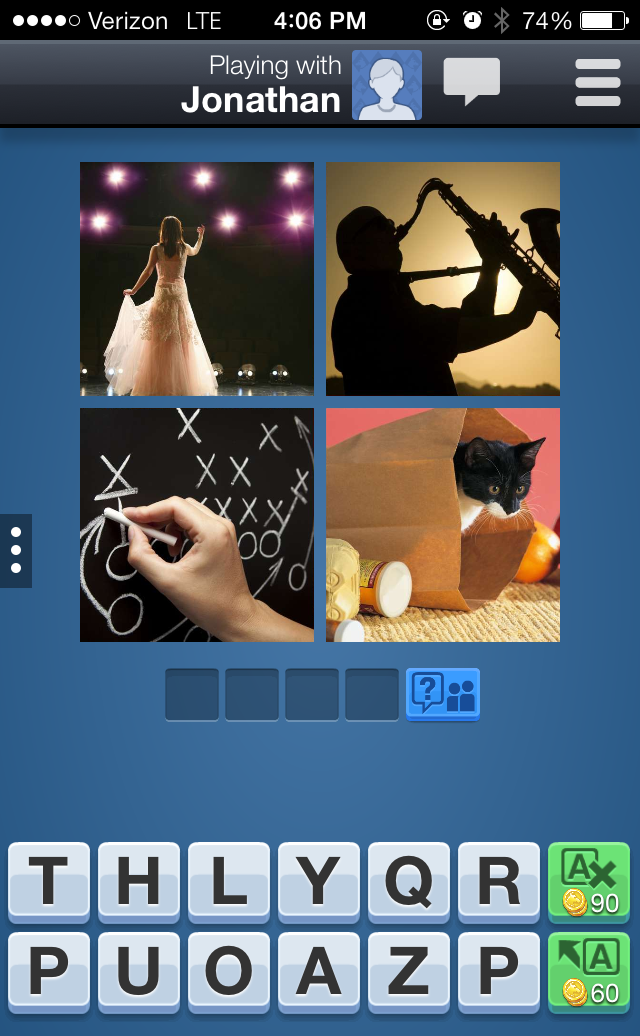 Verizon LTE 4:06 PM 74%
Playing with
Jonathan
?
T H L Y Q R A 90
P U O A Z P A 60